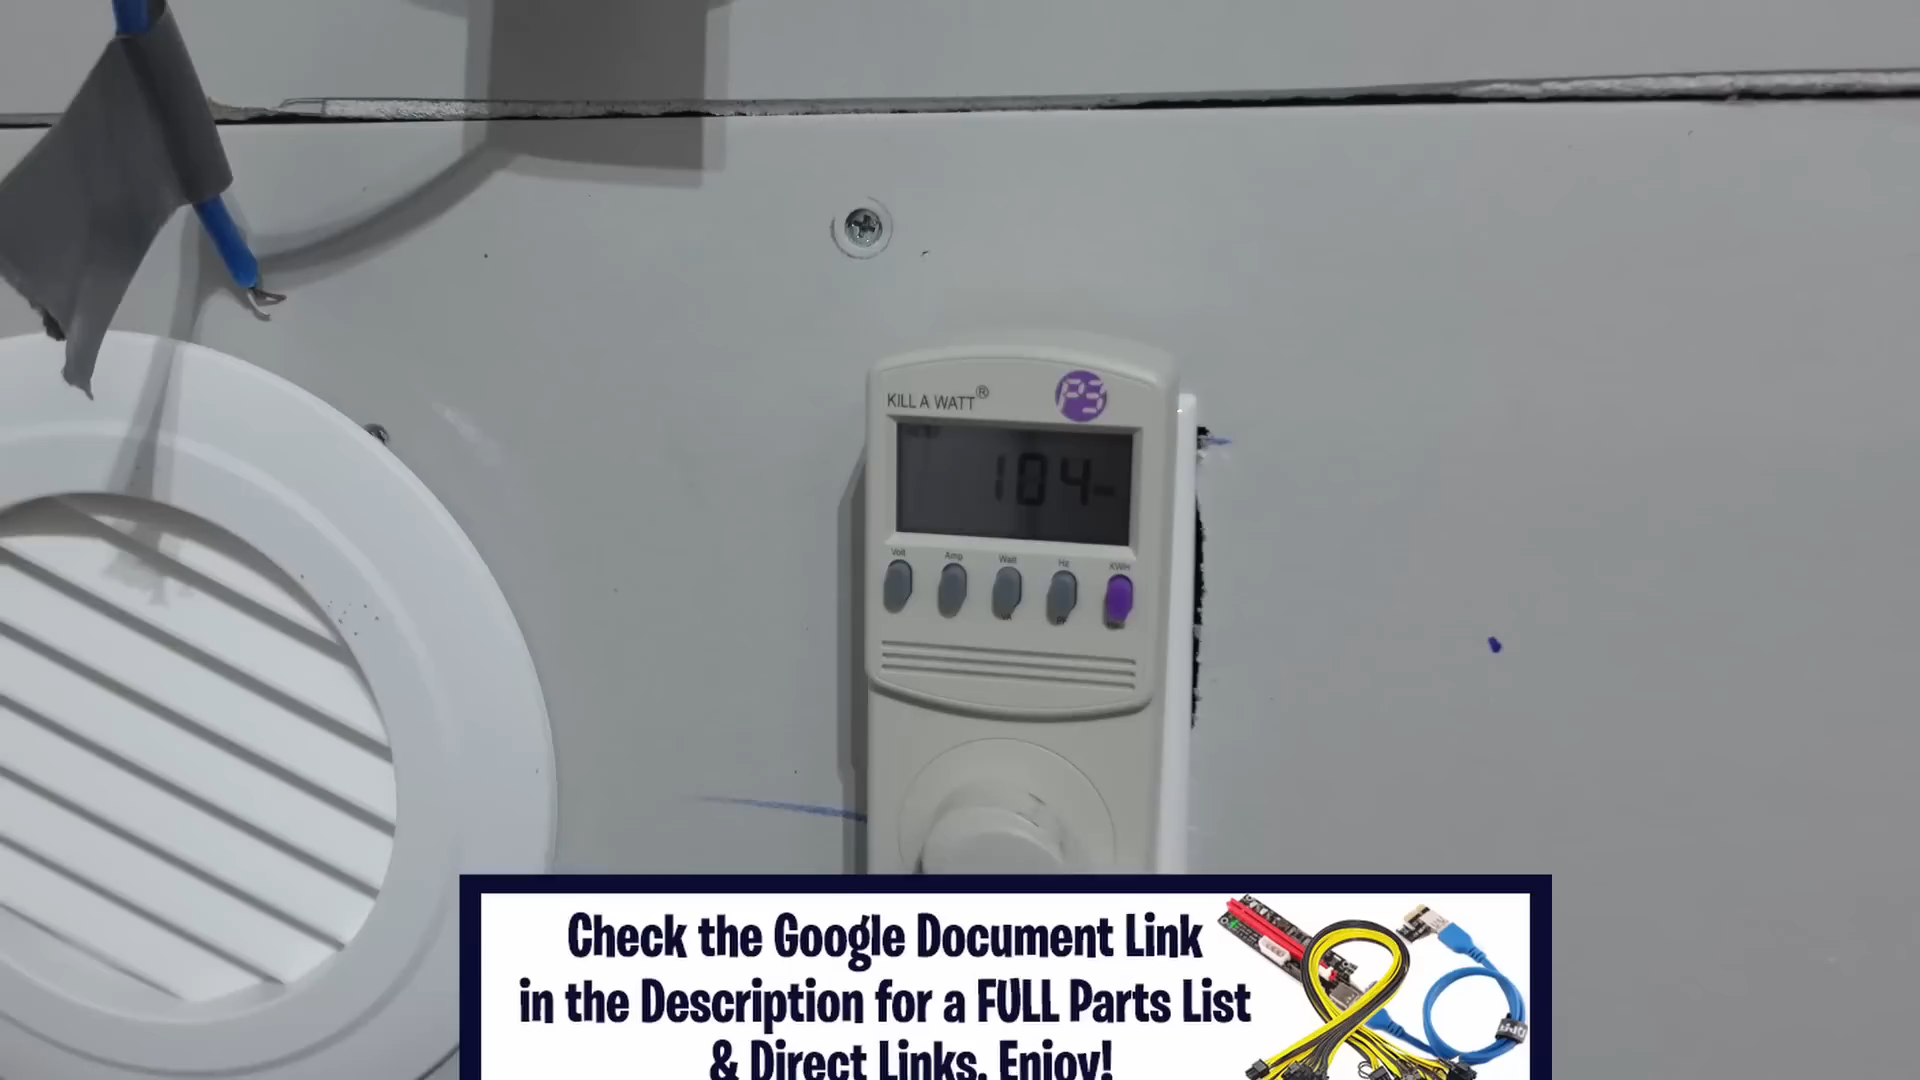 KILL A WATT®
P3
104
Volt Amp Watt Hz KWH
Check the Google Document Link
in the Description for a FULL Parts List
& Direct Links. Enjoy!